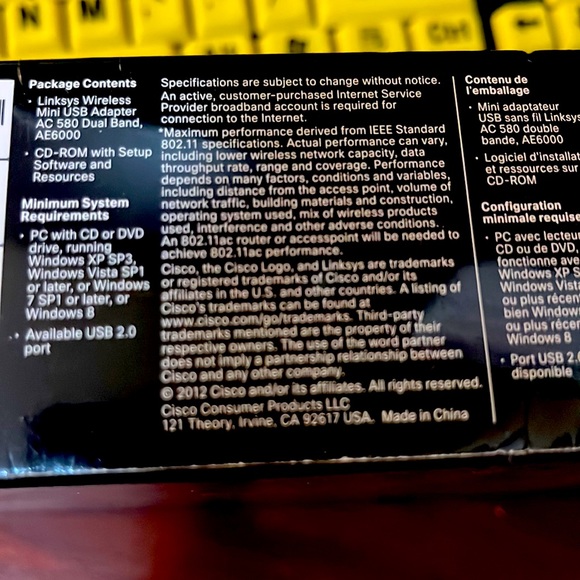 N
Ctrl
Package Contents
• Linksys Wireless
Mini USB Adapter
AC 580 Dual Band,
AE6000
• CD-ROM with Setup
Software and
Resources
Minimum System
Requirements
• PC with CD or DVD
drive, running
Windows XP SP3,
Windows Vista SP1
or later, or Windows
7 SP1 or later, or
Windows 8
• Available USB 2.0
port
Specifications are subject to change without notice.
An active, customer-purchased Internet Service
Provider broadband account is required for
connection to the Internet.
*Maximum performance derived from IEEE Standard
802.11 specifications. Actual performance can vary,
including lower wireless network capacity, data
throughput rate, range and coverage. Performance
depends on many factors, conditions and variables,
including distance from the access point, volume of
network traffic, building materials and construction,
operating system used, mix of wireless products
used, interference and other adverse conditions.
An 802.11ac router or accesspoint will be needed to
achieve 802.11ac performance.
Cisco, the Cisco Logo, and Linksys are trademarks
or registered trademarks of Cisco and/or its
affiliates in the U.S. and other countries. A listing of
Cisco's trademarks can be found at
www.cisco.com/go/trademarks. Third-party
trademarks mentioned are the property of their
respective owners. The use of the word partner
does not imply a partnership relationship between
Cisco and any other company.
© 2012 Cisco and/or its affiliates. All rights reserved.
Cisco Consumer Products LLC
121 Theory, Irvine, CA 92617 USA. Made in China
Contenu de
l'emballage
• Mini adaptateur
USB sans fil Linksys
AC 580 double
bande, AE6000
• Logiciel d'installat
et ressources sur
CD-ROM
Configuration
minimale requise
• PC avec lecteur
CD ou de DVD,
fonctionne ave
Windows XP S
Windows Vista
ou plus récen
bien Windows
ou plus récen
Windows 8
• Port USB 2.0
disponible